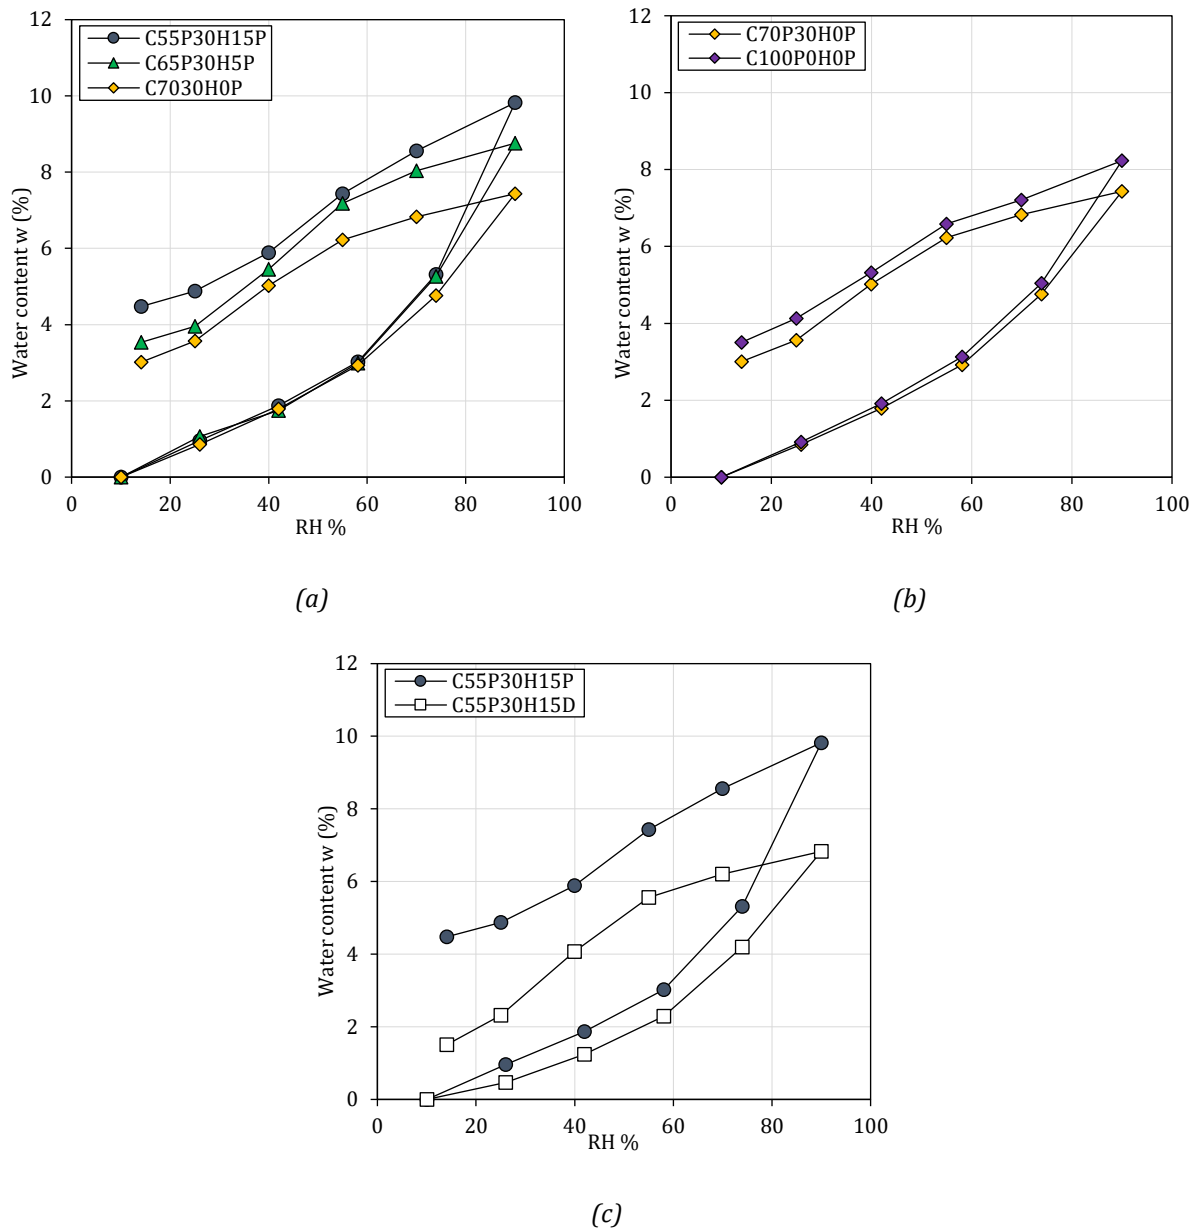 12
10
8
6
4
2
0
Water content w (%)
C55P30H15P
C65P30H5P
C7030H0P
0 20 40 60 80 100
RH %
(a)
12
10
8
6
4
2
0
Water content w (%)
C70P30H0P
C100P0H0P
0 20 40 60 80 100
RH %
(b)
12
10
8
6
4
2
0
Water content w (%)
C55P30H15P
C55P30H15D
0 20 40 60 80 100
RH %
(c)